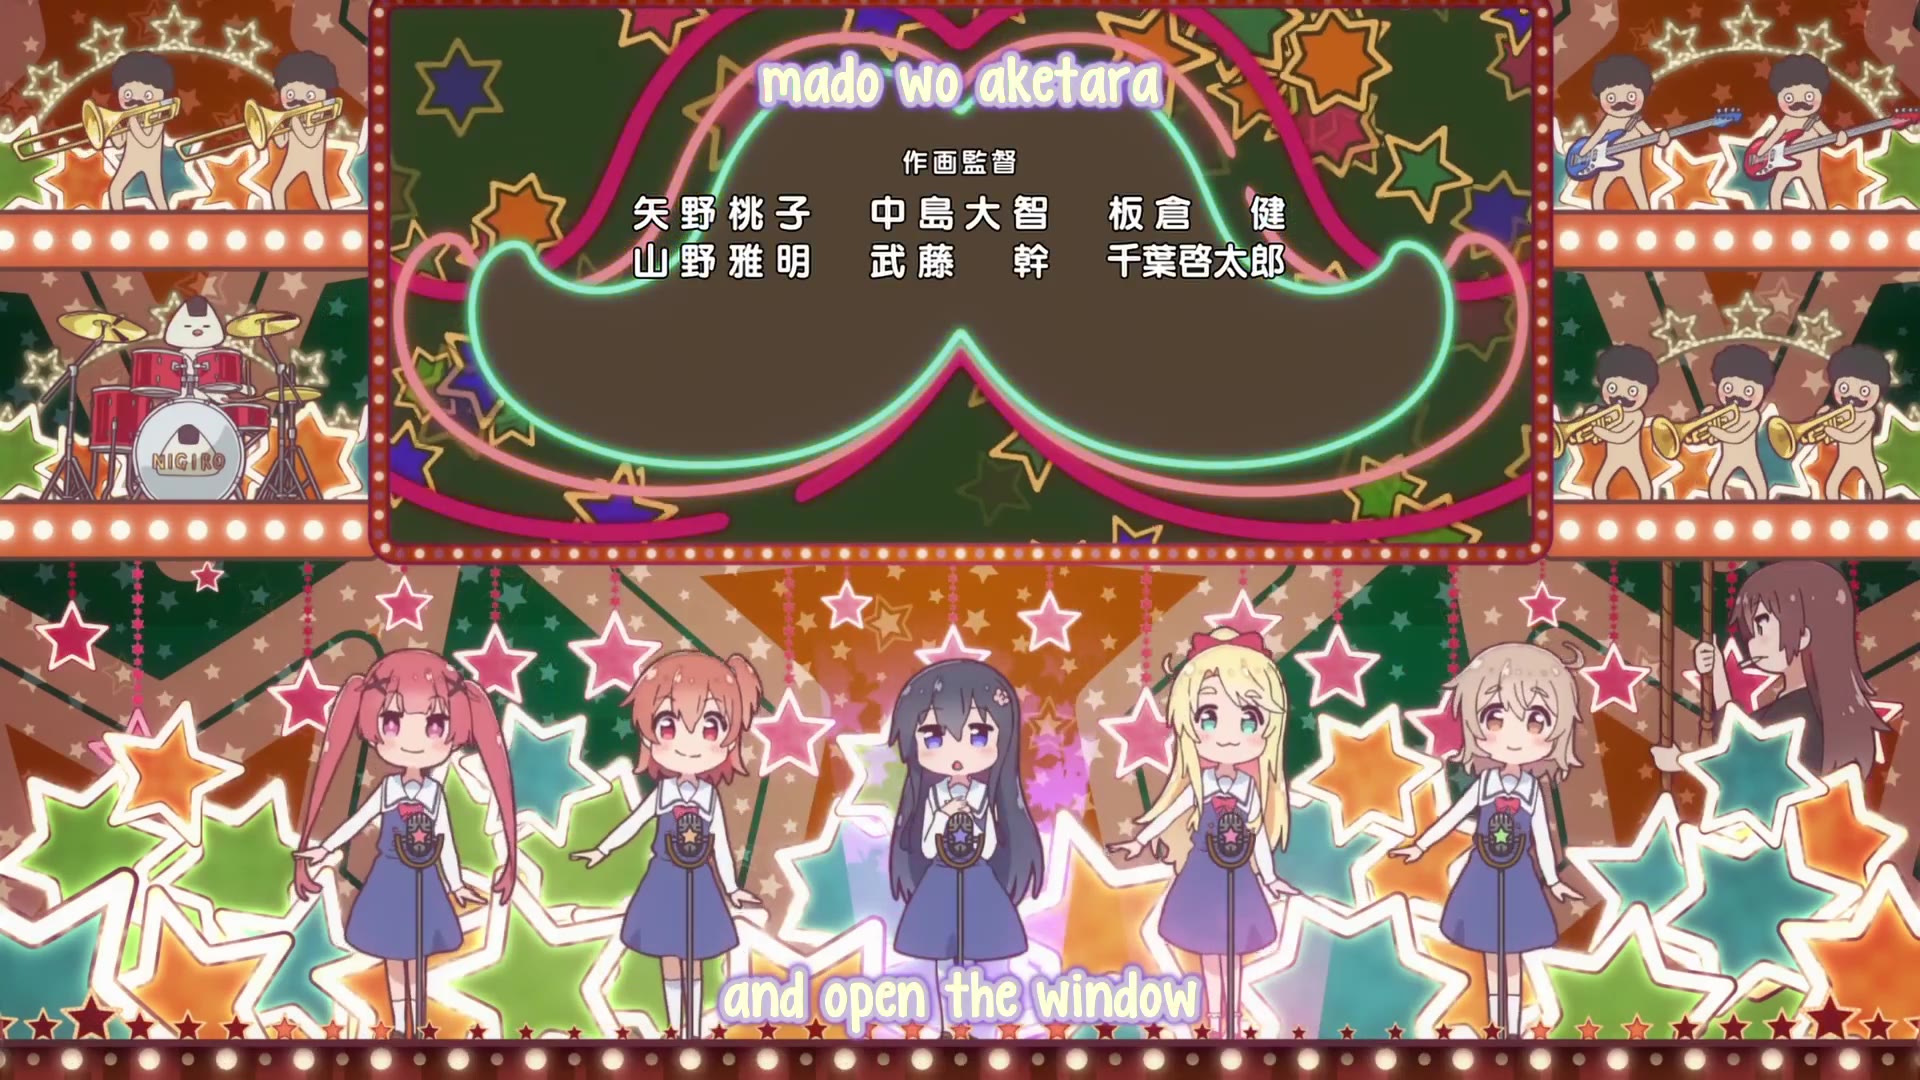 mado wo aketara
作画監督
矢野桃子 中島大智 板倉 健
山野雅明 武藤 幹 千葉啓太郎
NIGIRO
and open the window